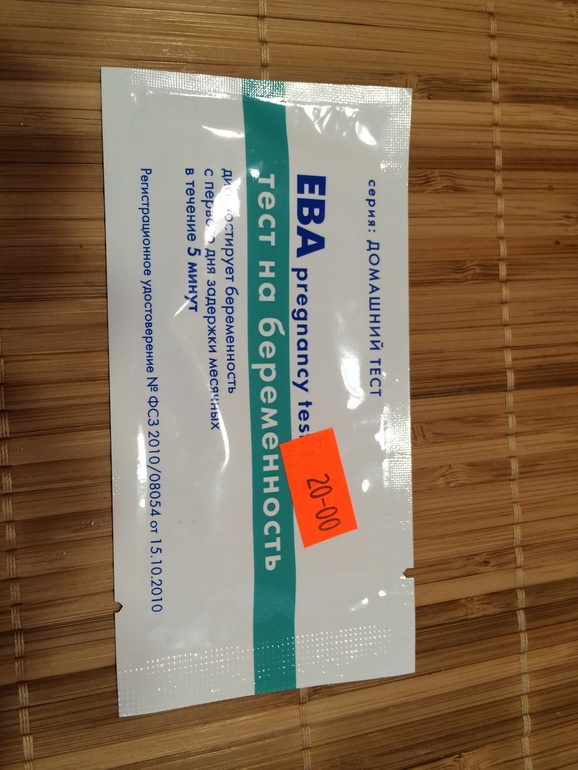 серия: ДОМАШНИЙ ТЕСТ
EBA pregnancy test
тест на беременность
диагностирует беременность
с первого дня задержки месячных
в течение 5 минут
Регистрационное удостоверение № ФСЗ 2010/08054 от 15.10.2010
20-00